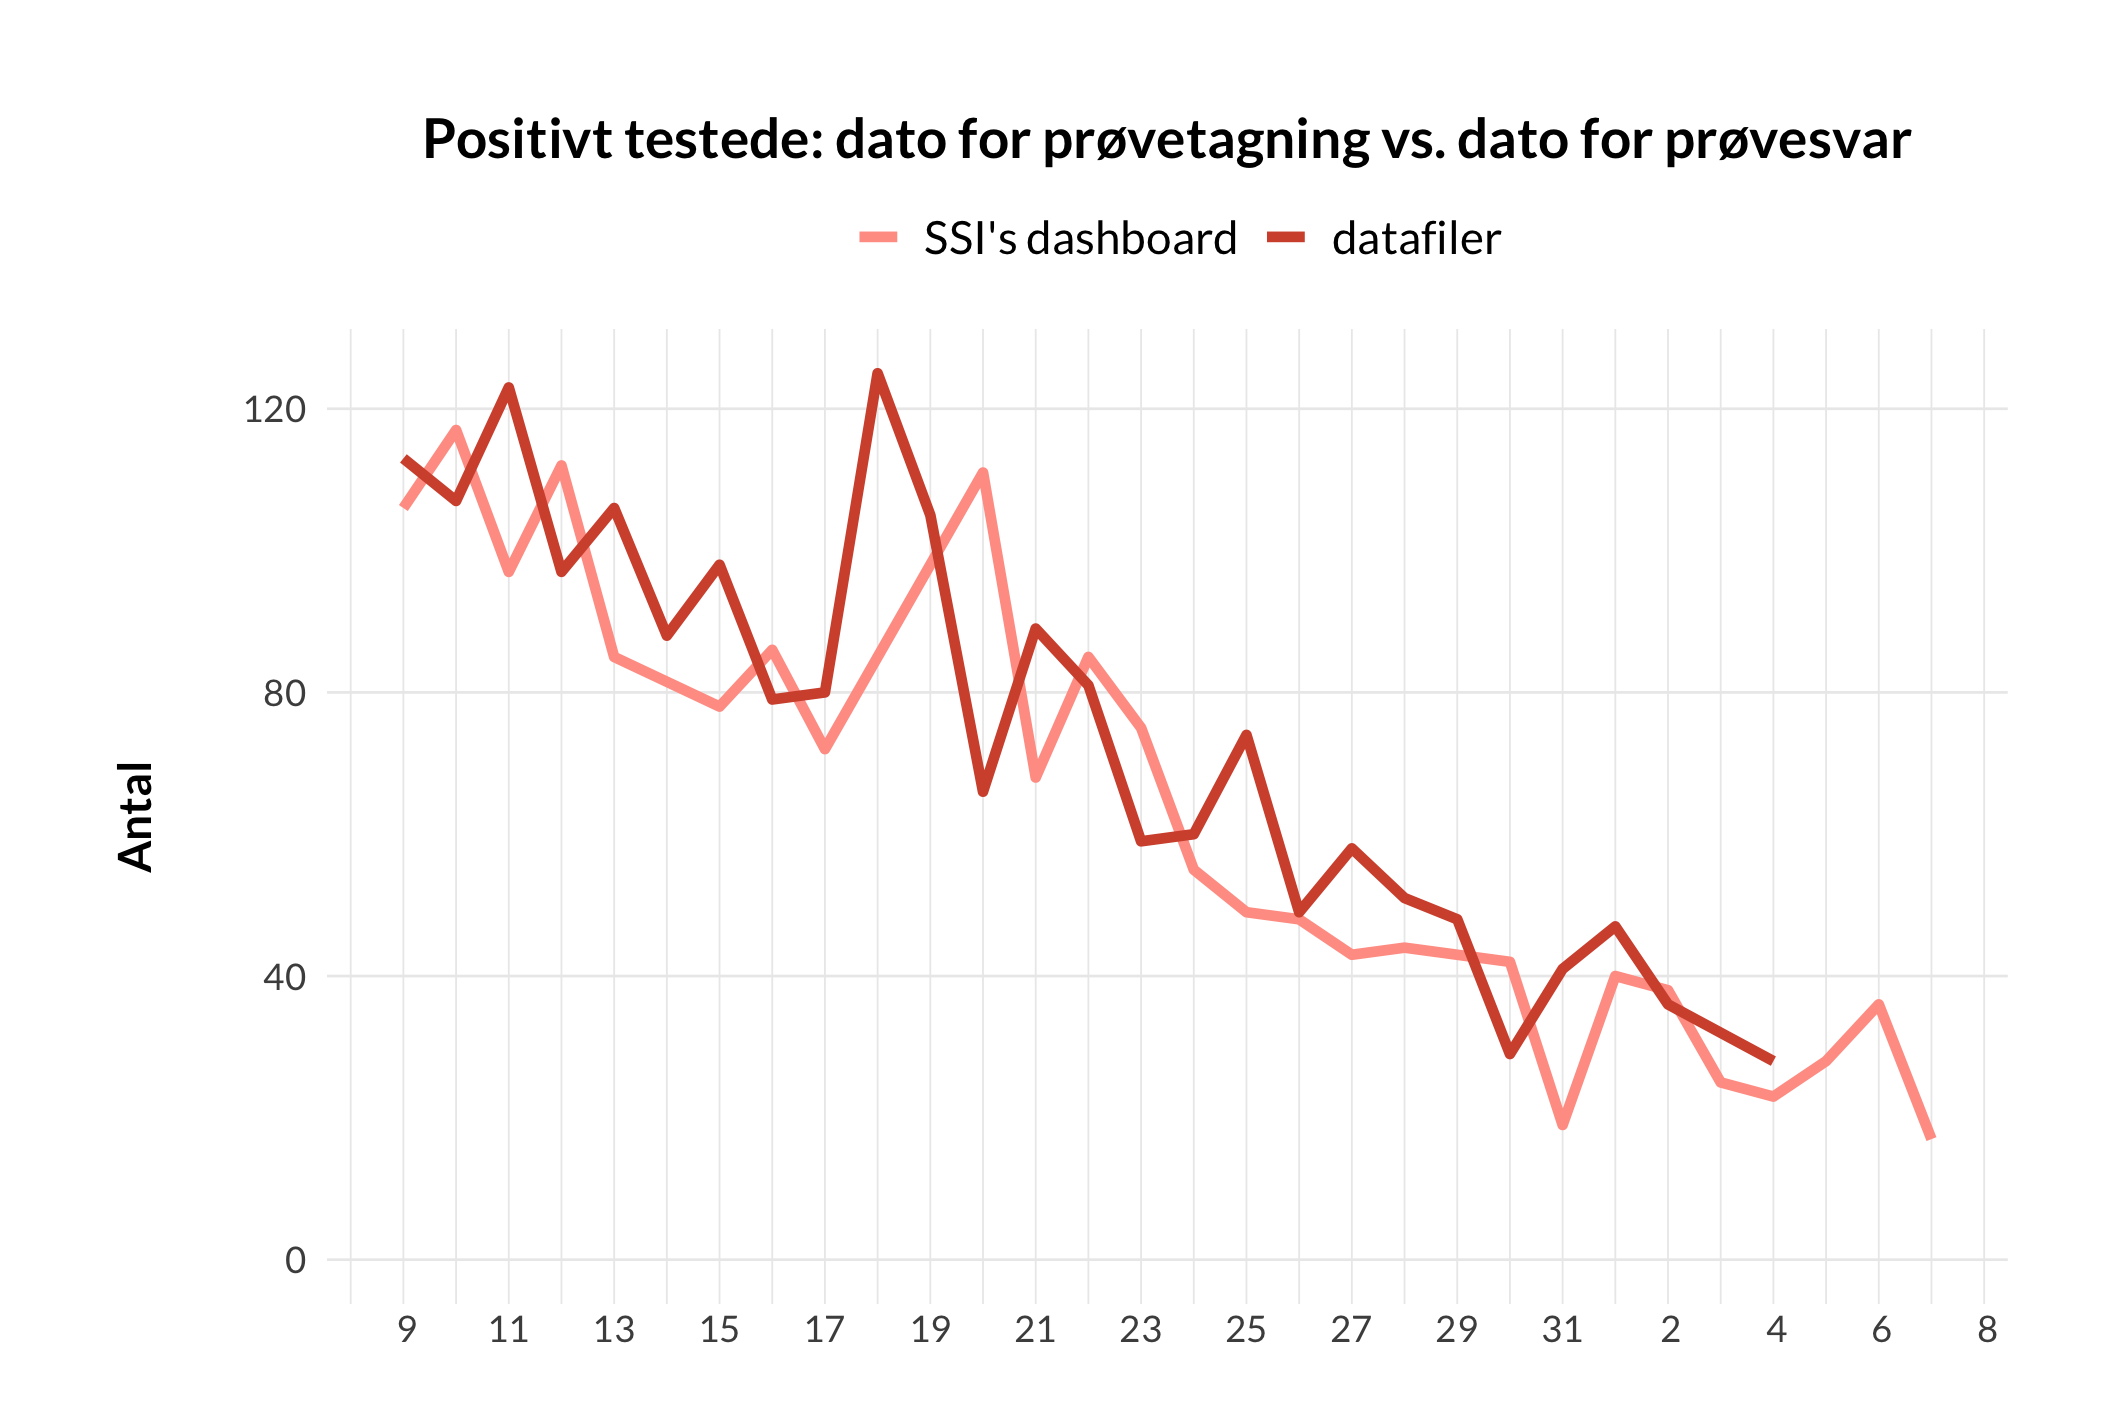 Positivt testede: dato for prøvetagning vs. dato for prøvesvar
SSI's dashboard datafiler
Antal
120
80
40
0
9 11 13 15 17 19 21 23 25 27 29 31 2 4 6 8